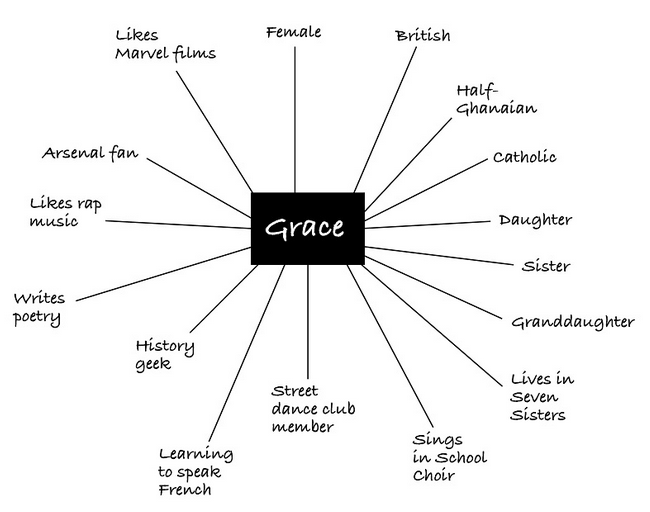 Likes
Marvel films
Female
British
Half-
Ghanaian
Arsenal fan
Catholic
Likes rap
music
Grace
Daughter
Sister
Writes
poetry
Granddaughter
History
geek
Lives in
Seven
Sisters
Street
dance club
member
Learning
to speak
French
Sings
in School
Choir